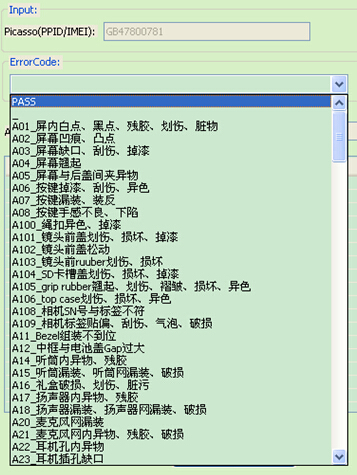 Input:
Picasso(PPID/IMEI): GB47800781
ErrorCode:
PASS
_
A01_屏内白点、黑点、残胶、划伤、脏物
A02_屏幕凹痕、凸点
A03_屏幕缺口、刮伤、掉漆
A04_屏幕翘起
A05_屏幕与后盖间夹异物
A06_按键掉漆、刮伤、异色
A07_按键漏装、装反
A08_按键手感不良、下陷
A100_绳扣异色、掉漆
A101_镜头前盖划伤、损坏、掉漆
A102_镜头前盖松动
A103_镜头前ruuber划伤、损坏
A104_SD卡槽盖划伤、损坏、掉漆
A105_grip rubber翘起、划伤、褶皱、损坏、异色
A106_top case划伤、损坏、异色
A108_相机SN号与标签不符
A109_相机标签贴偏、刮伤、气泡、破损
A11_Bezel组装不到位
A12_中框与电池盖Gap过大
A14_听筒内异物、残胶
A15_听筒漏装、听筒网漏装、破损
A16_礼盒破损、划伤、脏污
A17_扬声器内异物、残胶
A18_扬声器漏装、扬声器网漏装、破损
A20_麦克风网漏装
A21_麦克风网内异物、残胶、破损
A22_耳机孔内异物
A23_耳机插孔缺口